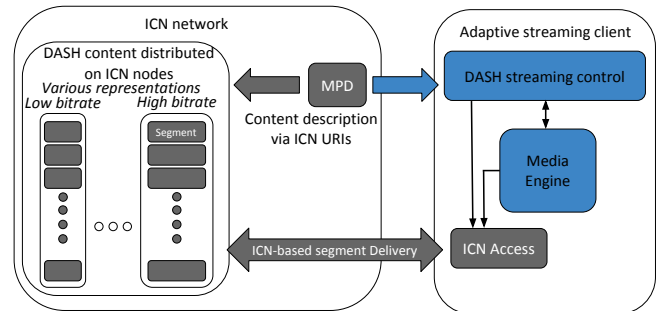 ICN network
Adaptive streaming client
DASH content distributed
on ICN nodes
Various representations
Low bitrate
High bitrate
Segment
MPD
Content description
via ICN URIs
DASH streaming control
Media
Engine
ICN-based segment Delivery
ICN Access